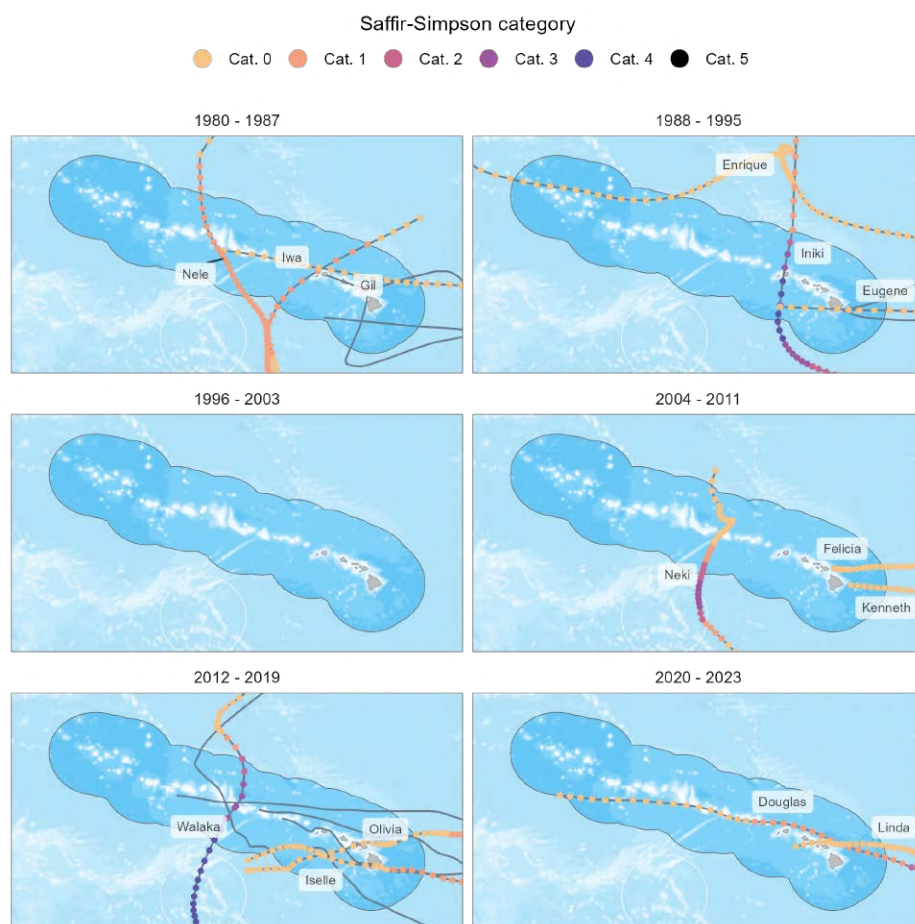 Saffir-Simpson category
Cat. 0 Cat. 1 Cat. 2 Cat. 3 Cat. 4 Cat. 5
1980 - 1987
Iwa
Nele
Gil
1988 - 1995
Enrique
Iniki
Eugene
1996 - 2003
2004 - 2011
Felicia
Neki
Kenneth
2012 - 2019
Walaka
Olivia
Iselle
2020 - 2023
Douglas
Linda